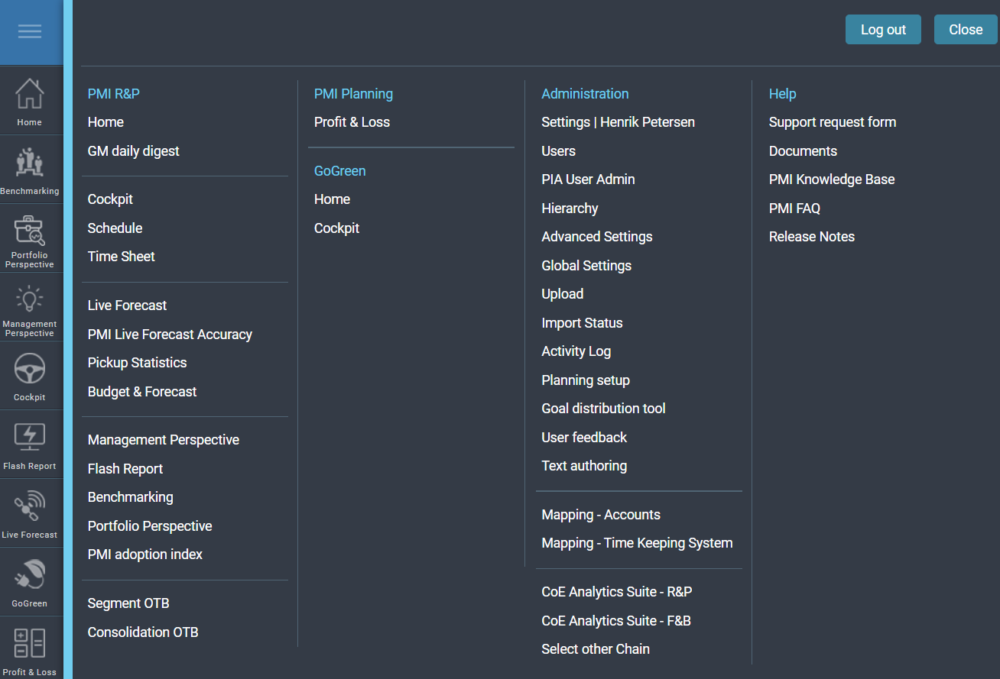 Log out
Close
Home
Benchmarking
Portfolio
Perspective
Management
Perspective
Cockpit
Flash Report
Live Forecast
GoGreen
Profit & Loss
PMI R&P
Home
GM daily digest
Cockpit
Schedule
Time Sheet
Live Forecast
PMI Live Forecast Accuracy
Pickup Statistics
Budget & Forecast
Management Perspective
Flash Report
Benchmarking
Portfolio Perspective
PMI adoption index
Segment OTB
Consolidation OTB
PMI Planning
Profit & Loss
GoGreen
Home
Cockpit
Administration
Settings | Henrik Petersen
Users
PIA User Admin
Hierarchy
Advanced Settings
Global Settings
Upload
Import Status
Activity Log
Planning setup
Goal distribution tool
User feedback
Text authoring
Mapping - Accounts
Mapping - Time Keeping System
CoE Analytics Suite - R&P
CoE Analytics Suite - F&B
Select other Chain
Help
Support request form
Documents
PMI Knowledge Base
PMI FAQ
Release Notes